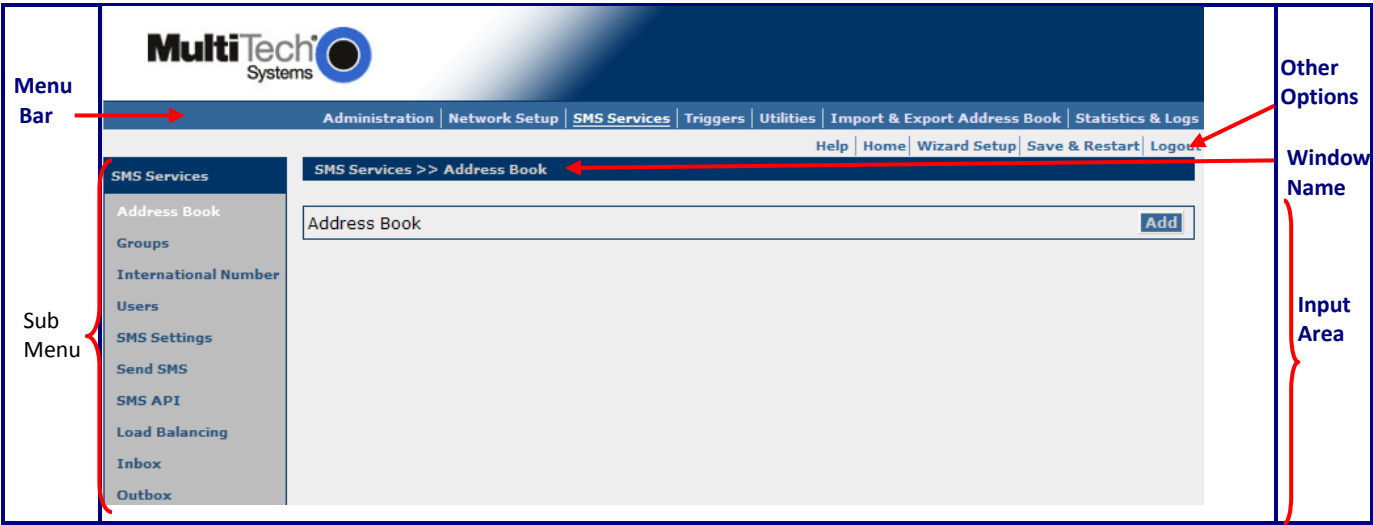 MultiTech
Systems
Menu
Bar
Other
Options
Administration | Network Setup | SMS Services | Triggers | Utilities | Import & Export Address Book | Statistics & Logs
Help | Home | Wizard Setup | Save & Restart | Logout
Window
Name
SMS Services
SMS Services >> Address Book
Address Book
Address Book Add
Groups
International Number
Users
SMS Settings
Send SMS
SMS API
Load Balancing
Inbox
Outbox
Sub
Menu
Input
Area